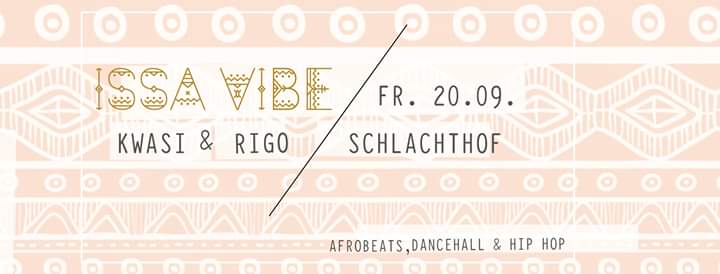 ISSA VIBE
KWASI & RIGO
FR. 20.09.
SCHLACHTHOF
AFROBEATS,DANCEHALL & HIP HOP